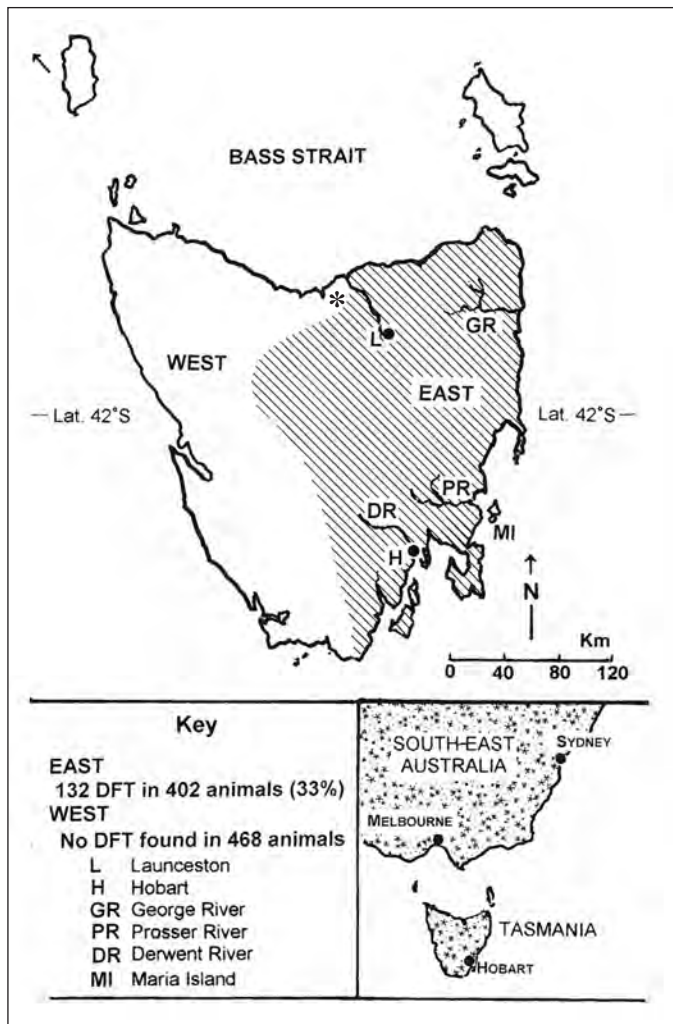 BASS STRAIT
*
GR
L
WEST
EAST
Lat. 42°S
Lat. 42°S
PR
DR
MI
H
N
Km
0 40 80 120
Key
EAST
132 DFT in 402 animals (33%)
WEST
No DFT found in 468 animals
L Launceston
H Hobart
GR George River
PR Prosser River
DR Derwent River
MI Maria Island
SOUTH-EAST
AUSTRALIA
SYDNEY
MELBOURNE
TASMANIA
HOBART